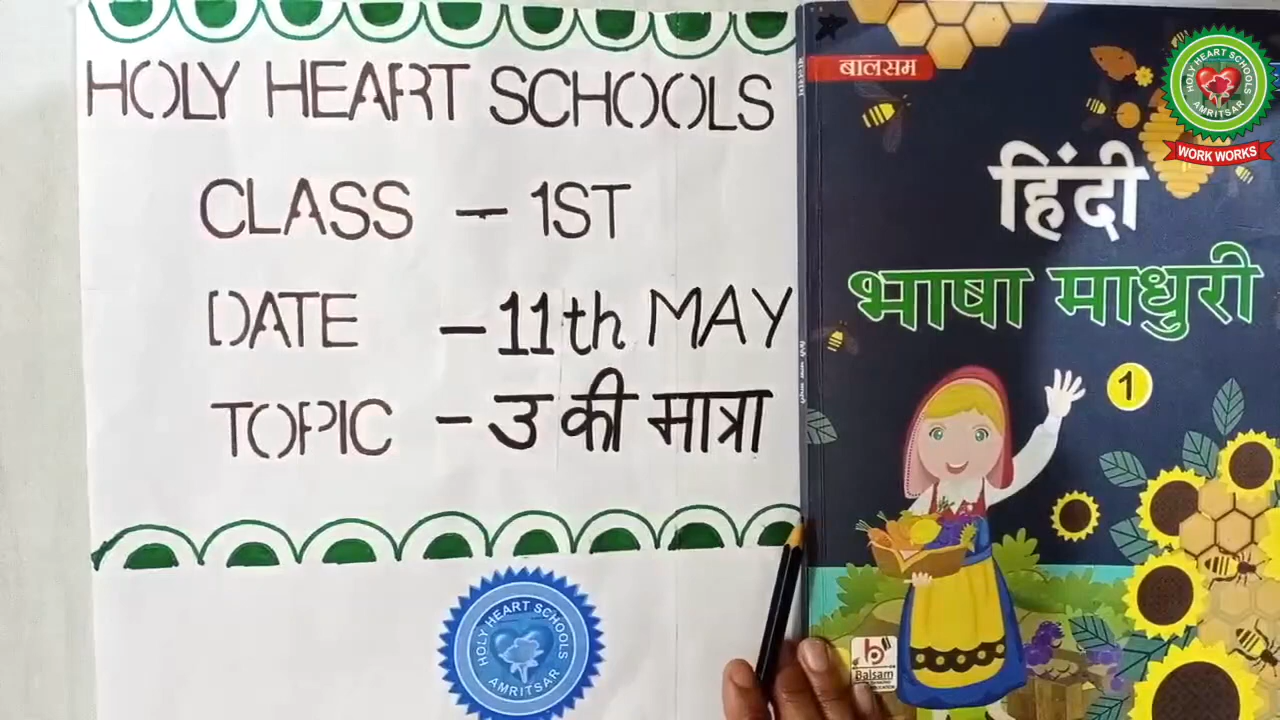 HOLY HEART SCHOOLS
CLASS - 1ST
DATE - 11th MAY
TOPIC - उ की मात्रा
HOLY HEART SCHOOLS
AMRITSAR
बालसम
हिंदी
भाषा माधुरी
1
b
Balsam
HOLY HEART SCHOOLS
AMRITSAR
WORK WORKS